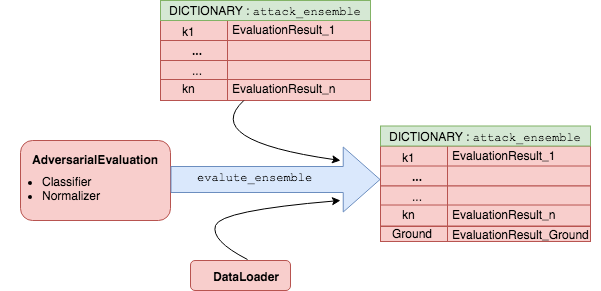 DICTIONARY : attack_ensemble
k1 EvaluationResult_1
...
...
kn EvaluationResult_n
AdversarialEvaluation
• Classifier
• Normalizer
evalute_ensemble
DICTIONARY : attack_ensemble
k1 EvaluationResult_1
...
...
kn EvaluationResult_n
Ground EvaluationResult_Ground
DataLoader